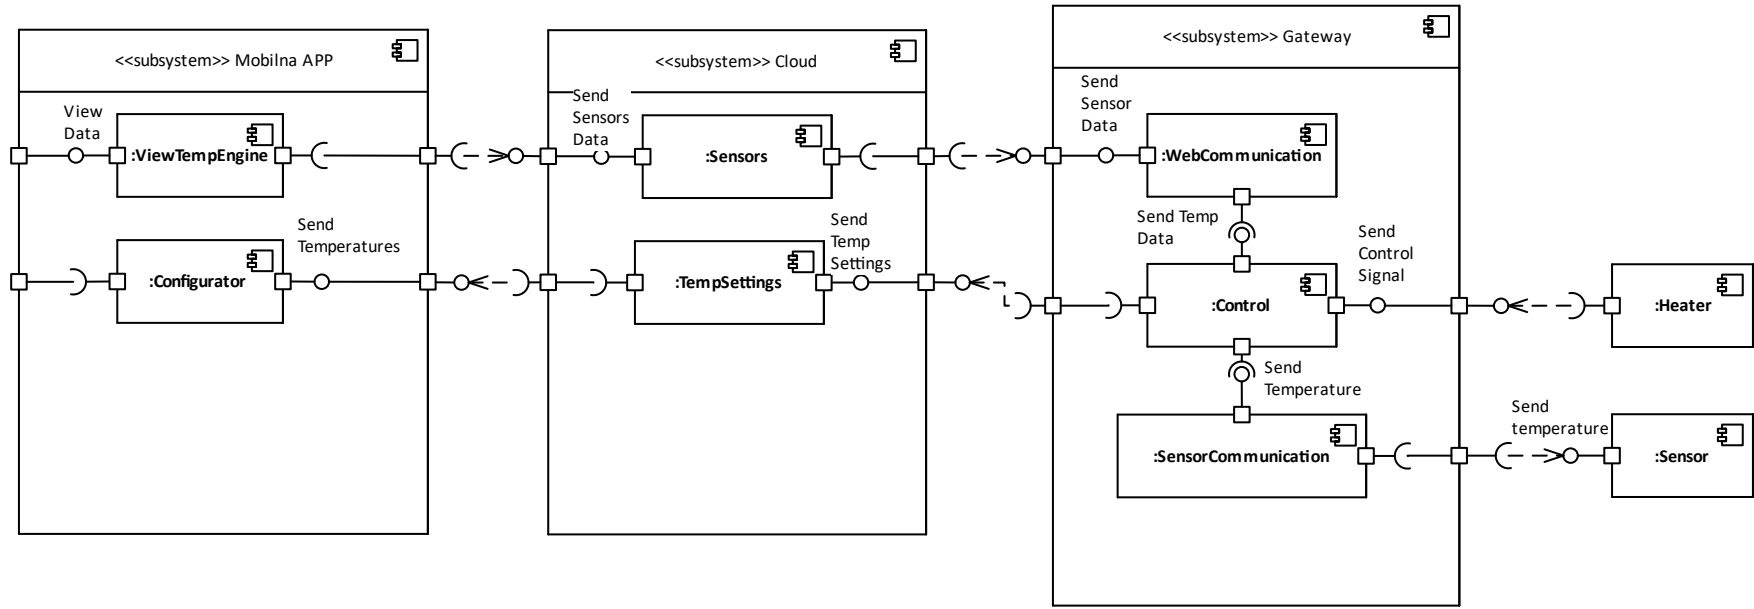 <<subsystem>> Mobilna APP
View
Data
:ViewTempEngine
Send
Temperatures
:Configurator
<<subsystem>> Cloud
Send
Sensors
Data
:Sensors
Send
Temp
Settings
:TempSettings
<<subsystem>> Gateway
Send
Sensor
Data
:WebCommunication
Send Temp
Data
Send
Control
Signal
:Control
Send
Temperature
:SensorCommunication
:Heater
Send
temperature
:Sensor